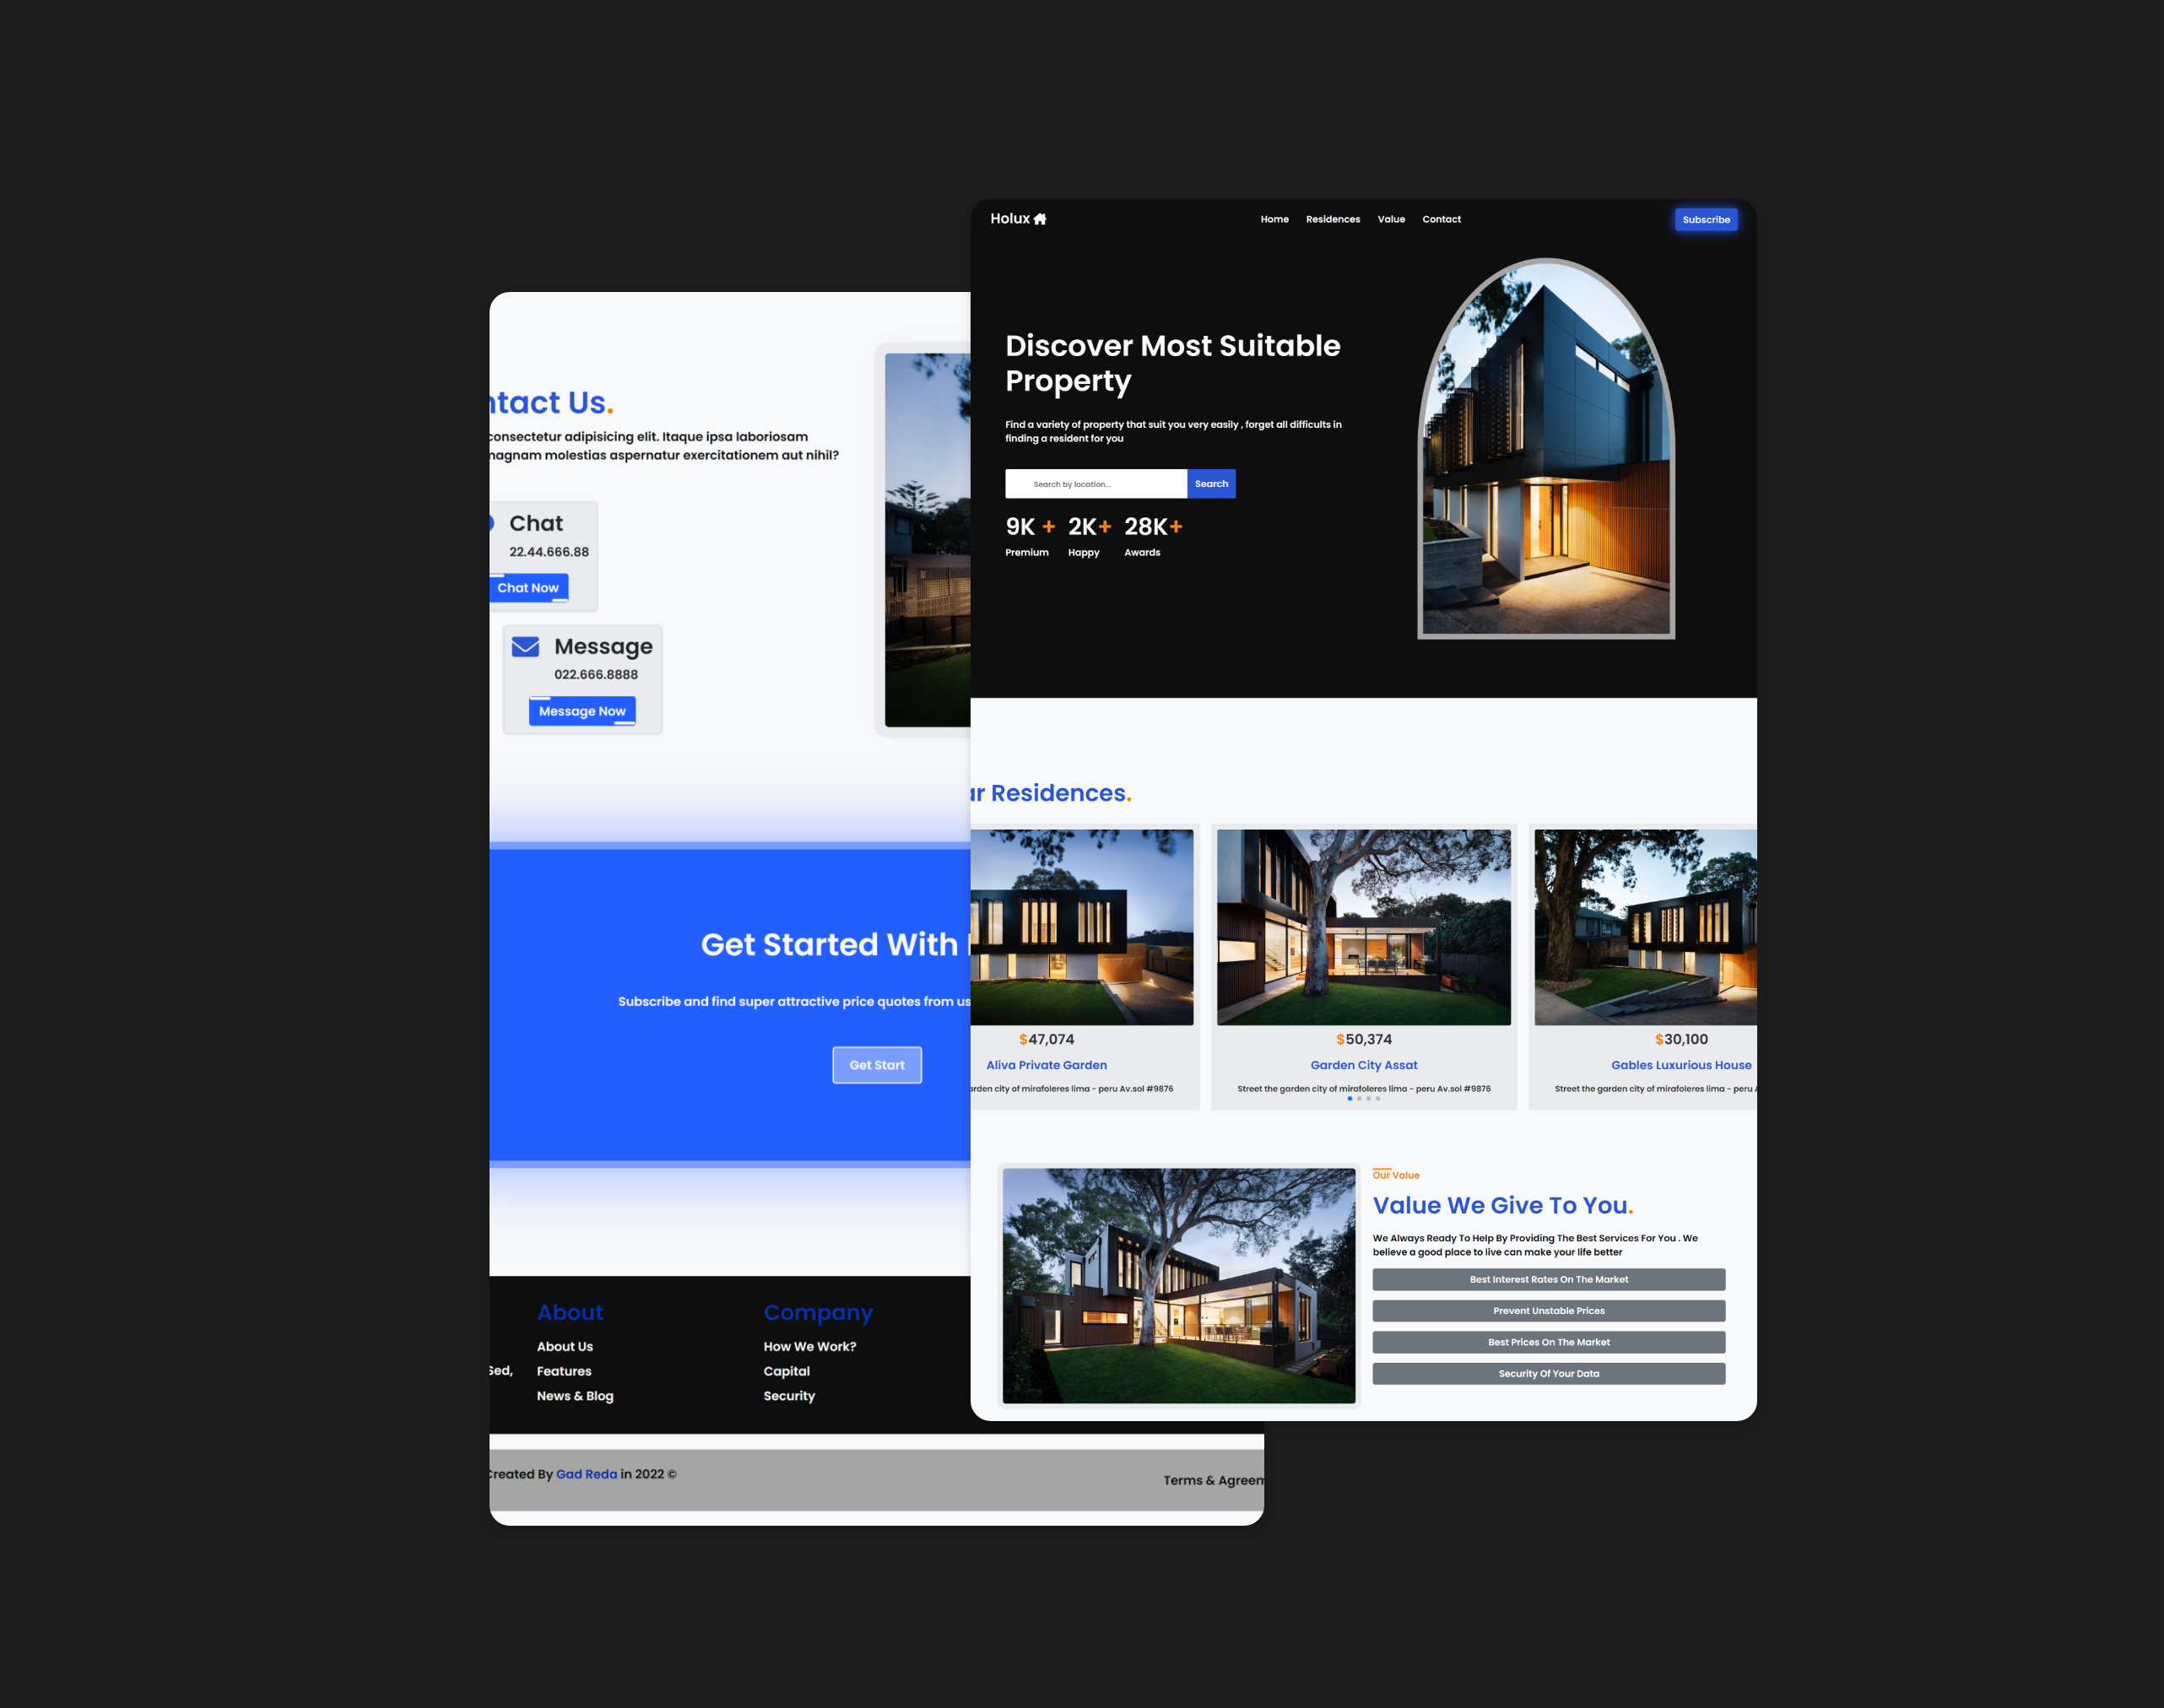 Holux
Home Residences Value Contact
Subscribe
Discover Most Suitable
Property
Find a variety of property that suit you very easily , forget all difficults in
finding a resident for you
Search by location...
Search
9K + 2K+ 28K+
Premium Happy Awards
ar Residences.
$47,074
Aliva Private Garden
arden city of mirafoleres lima - peru Av.sol #9876
$50,374
Garden City Assat
Street the garden city of mirafoleres lima - peru Av.sol #9876
$30,100
Gables Luxurious House
Street the garden city of mirafoleres lima - peru
Our Value
Value We Give To You.
We Always Ready To Help By Providing The Best Services For You . We
believe a good place to live can make your life better
Best Interest Rates On The Market
Prevent Unstable Prices
Best Prices On The Market
Security Of Your Data
ntact Us.
consectetur adipisicing elit. Itaque ipsa laboriosam
magnam molestias aspernatur exercitationem aut nihil?
Chat
22.44.666.88
Chat Now
Message
022.666.8888
Message Now
Get Started With
Subscribe and find super attractive price quotes from us
Get Start
About
About Us
Features
News & Blog
Company
How We Work?
Capital
Security
Sed,
Created By Gad Reda in 2022 ©
Terms & Agreem